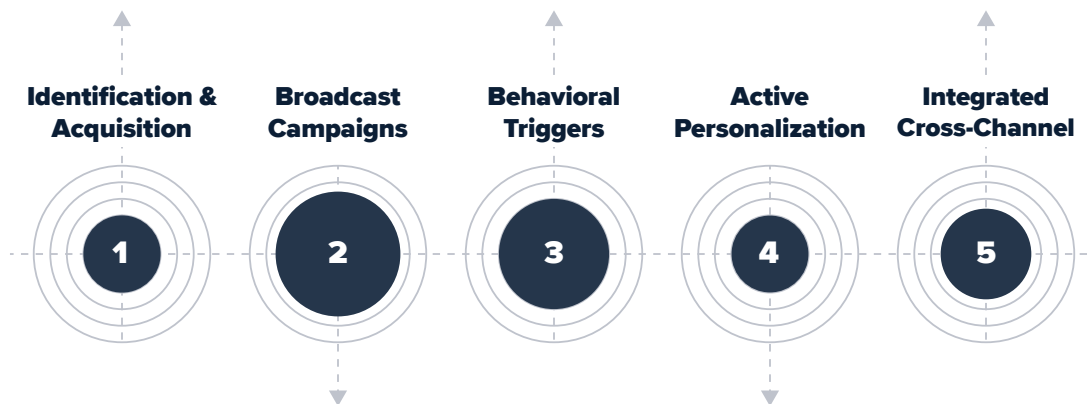 Identification &
Acquisition
Broadcast
Campaigns
Behavioral
Triggers
Active
Personalization
Integrated
Cross-Channel
1
2
3
4
5